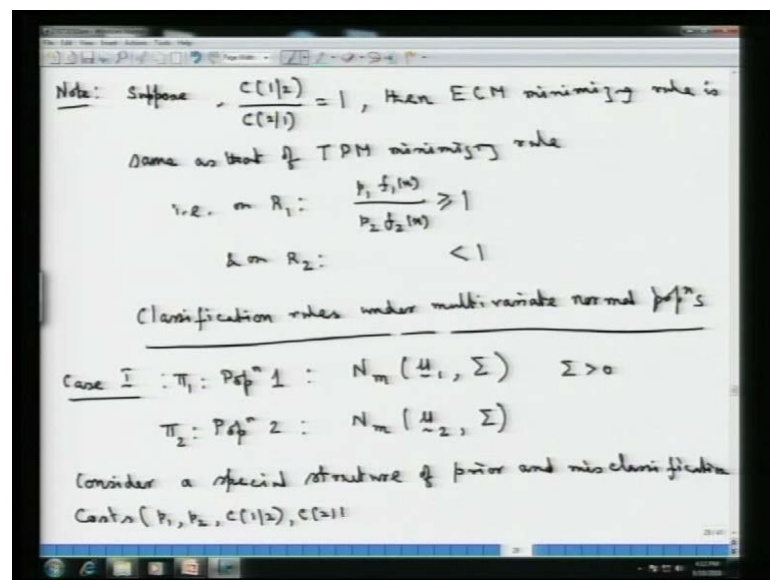 Note: Suppose, C(1|2)/C(2|1) = 1, then ECM minimizing rule is
same as that of TPM minimizing rule
i.e. on R₁: p₁ f₁(x) / p₂ f₂(x) ≥ 1
& on R₂: < 1
Classification rules under multivariate normal popⁿs
Case I : π₁: Popⁿ 1 : N_m (μ₁, Σ) Σ > 0
π₂: Popⁿ 2 : N_m (μ₂, Σ)
Consider a special structure of prior and misclassification
Costs (p₁, p₂, C(1|2), C(2|1